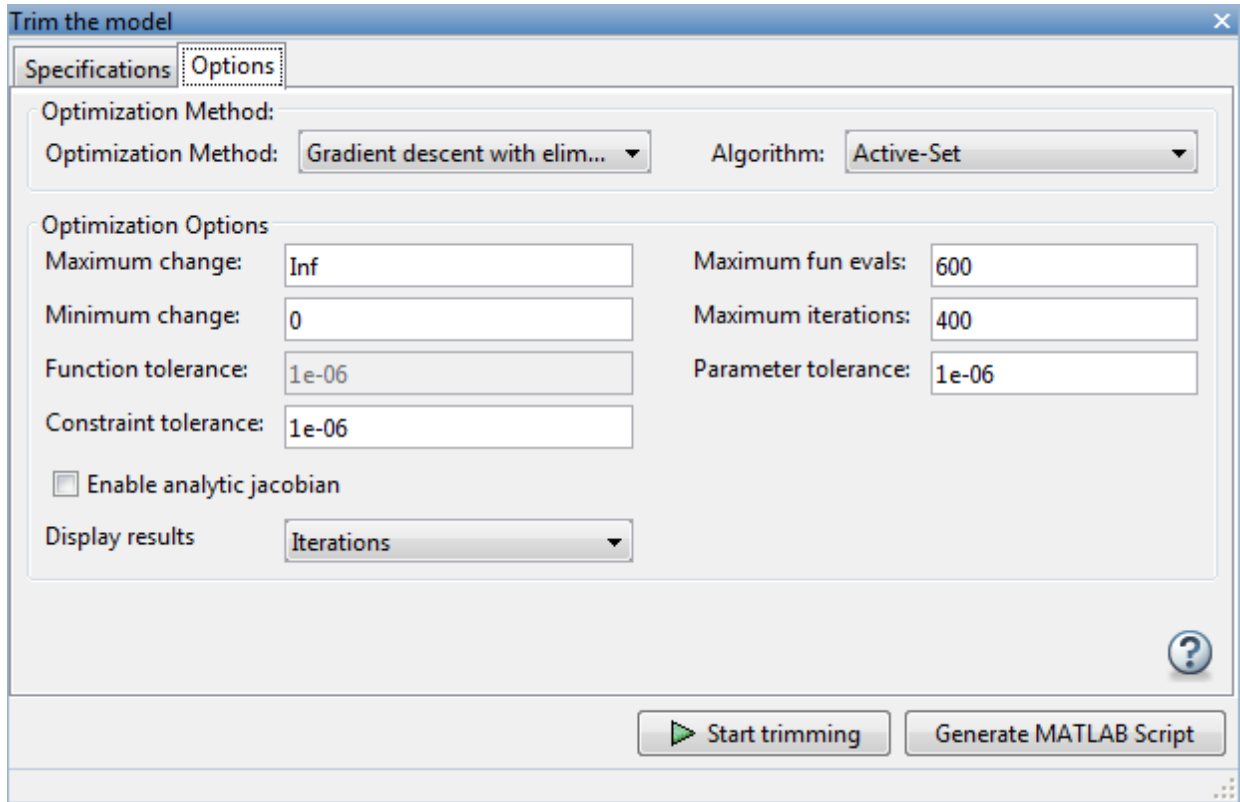 Trim the model
Specifications Options
Optimization Method:
Optimization Method: Gradient descent with elim... Algorithm: Active-Set
Optimization Options
Maximum change: Inf Maximum fun evals: 600
Minimum change: 0 Maximum iterations: 400
Function tolerance: 1e-06 Parameter tolerance: 1e-06
Constraint tolerance: 1e-06
Enable analytic jacobian
Display results Iterations
?
Start trimming Generate MATLAB Script